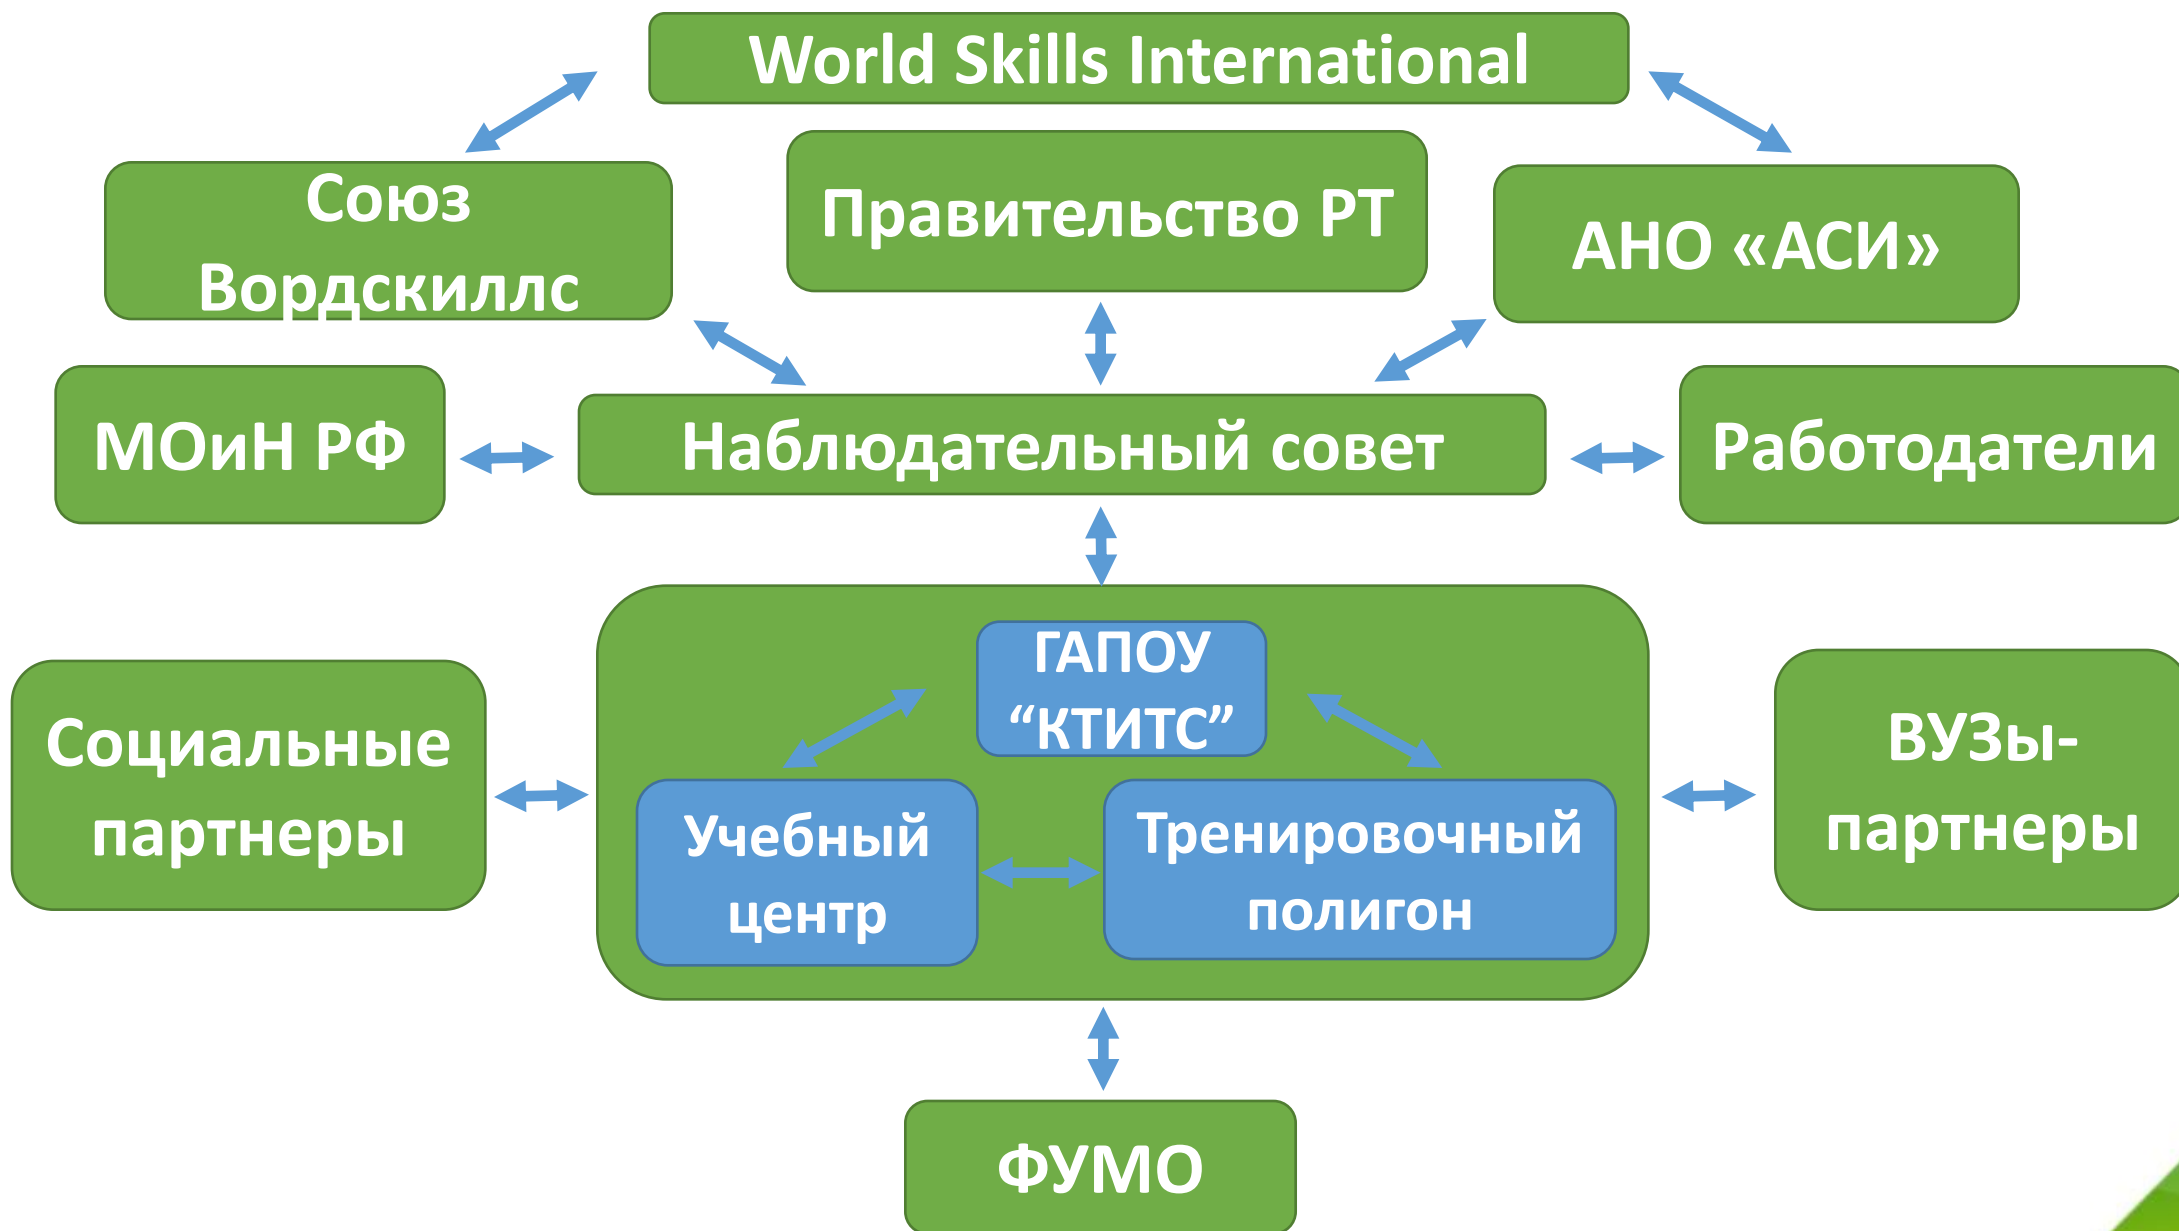 World Skills International
Союз
Вордскиллс
Правительство РТ
АНО «АСИ»
МОиН РФ
Наблюдательный совет
Работодатели
Социальные
партнеры
ГАПОУ
“КТИТС”
Учебный
центр
Тренировочный
полигон
ВУЗы-
партнеры
ФУМО